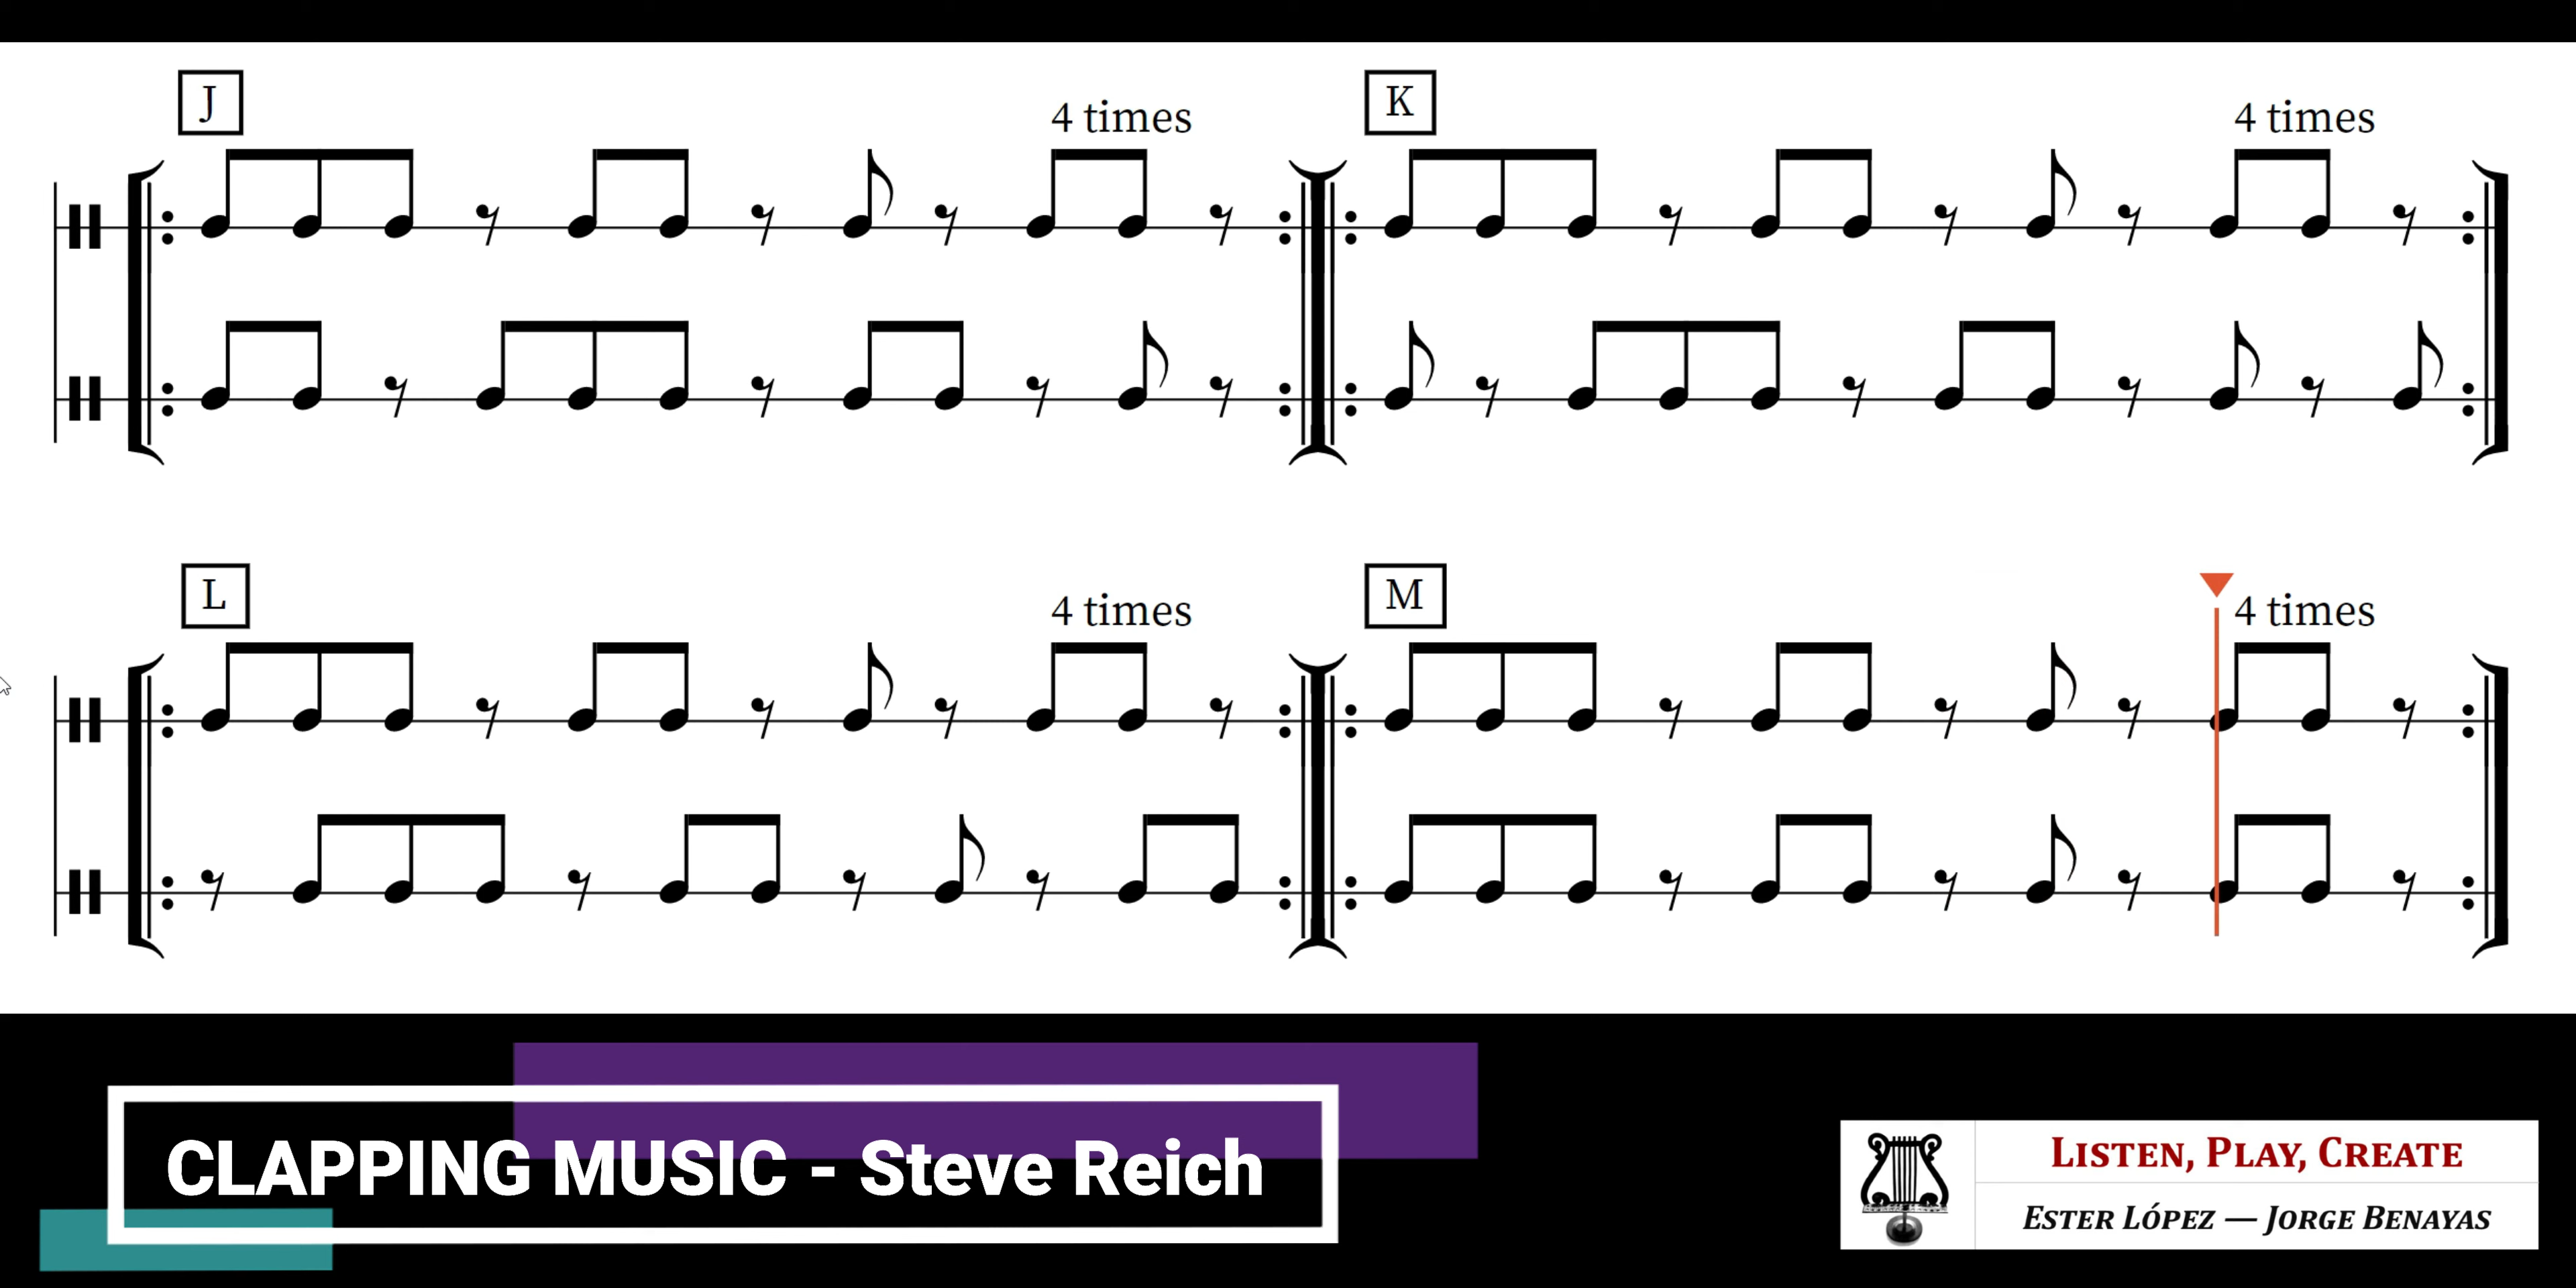 J
4 times
K
4 times
L
4 times
M
4 times
CLAPPING MUSIC - Steve Reich
LISTEN, PLAY, CREATE
ESTER LÓPEZ — JORGE BENAYAS